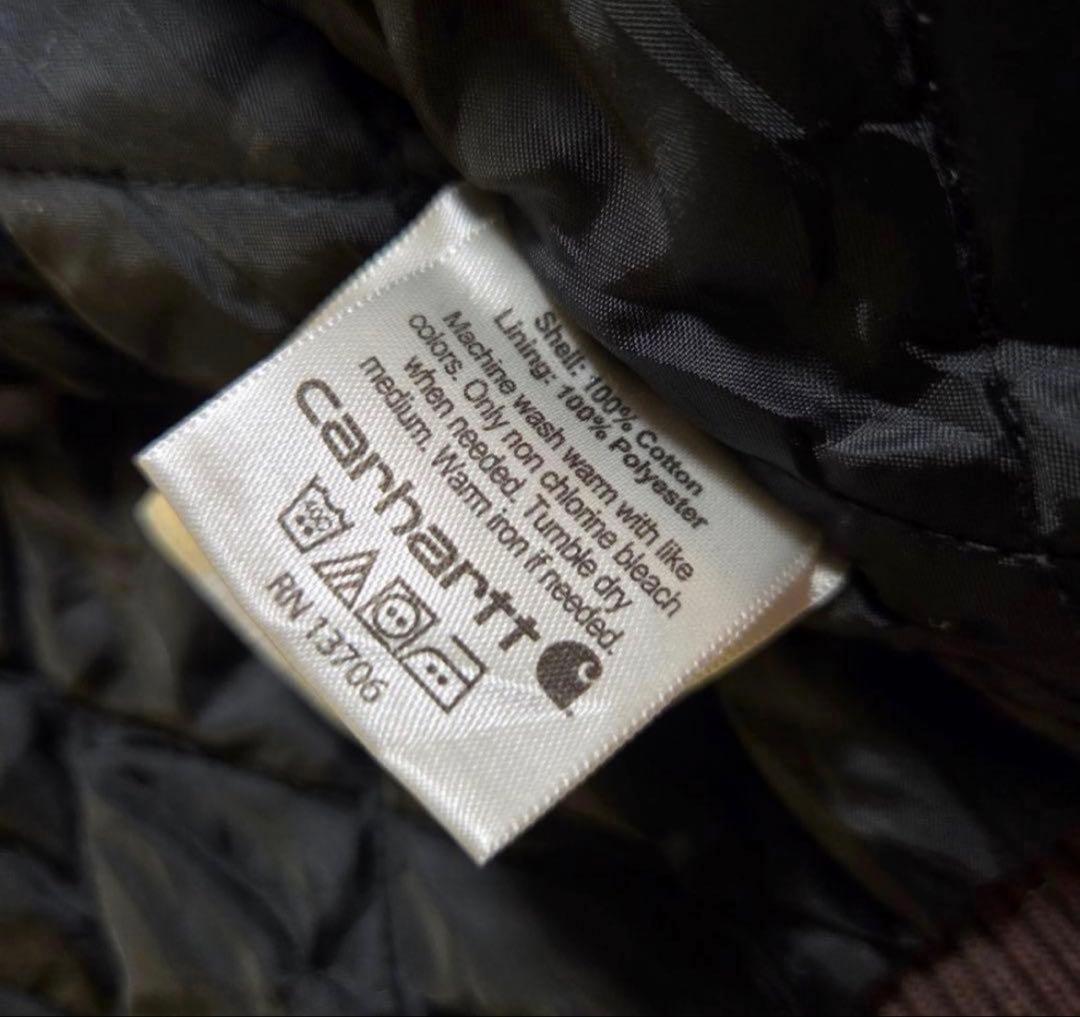 Shell: 100% Cotton
Lining: 100% Polyester
Machine wash warm with like
colors. Only non chlorine bleach
when needed. Tumble dry
medium. Warm iron if needed.
carhartt
RN 13706